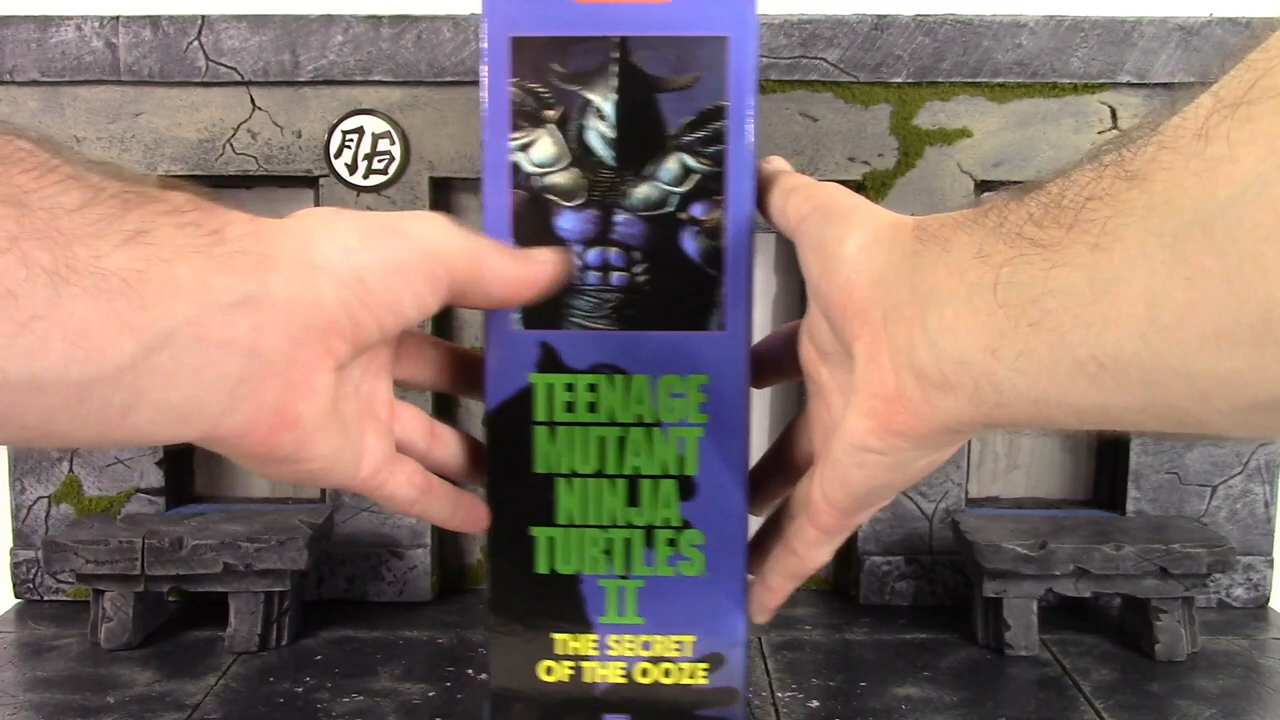 TEENAGE
MUTANT
NINJA
TURTLES
II
THE SECRET
OF THE OOZE